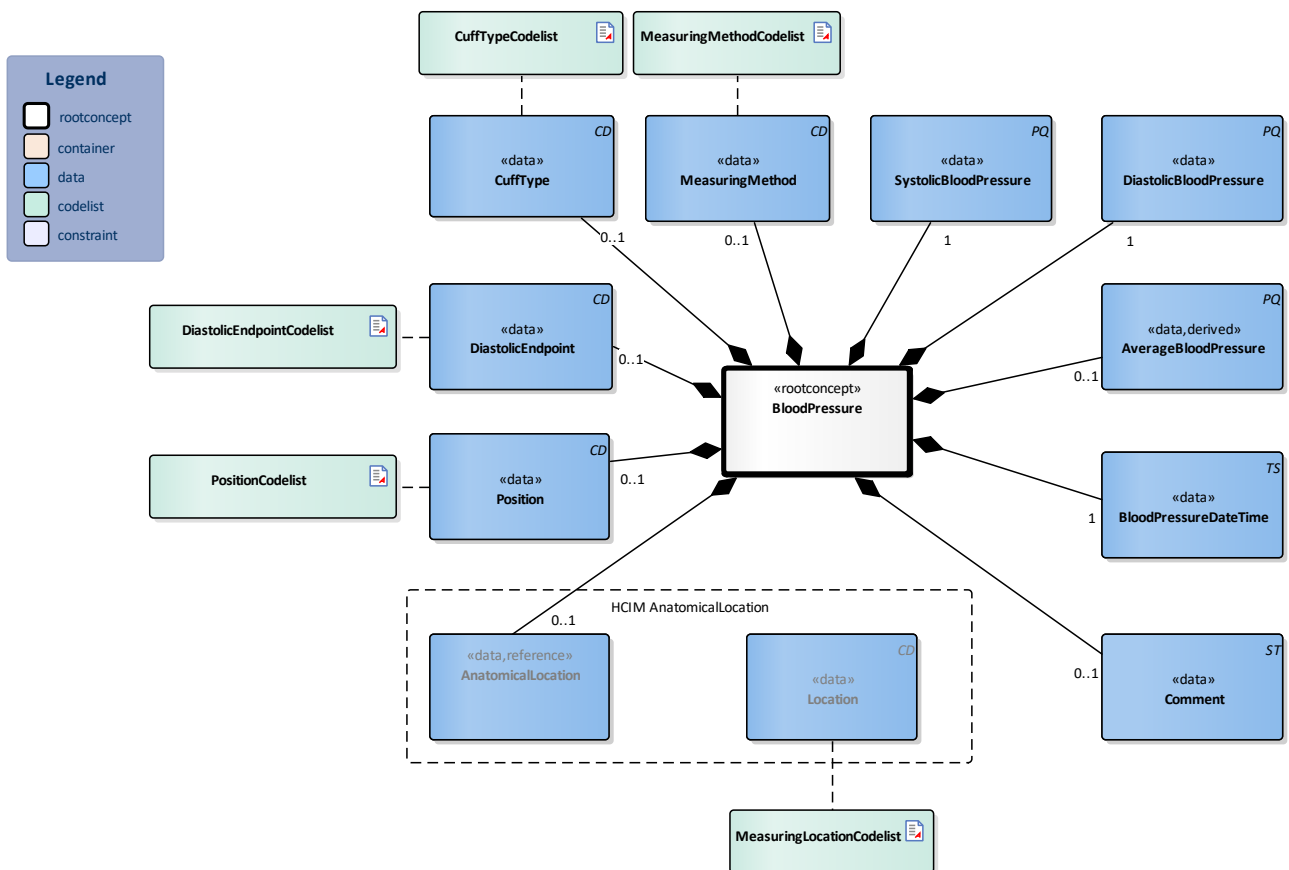 CuffTypeCodelist
MeasuringMethodCodelist
Legend
rootconcept
container
data
codelist
constraint
CD
«data»
CuffType
0..1
CD
«data»
MeasuringMethod
0..1
PQ
«data»
SystolicBloodPressure
1
PQ
«data»
DiastolicBloodPressure
1
DiastolicEndpointCodelist
CD
«data»
DiastolicEndpoint
0..1
PQ
«data,derived»
AverageBloodPressure
0..1
«rootconcept»
BloodPressure
PositionCodelist
CD
«data»
Position
0..1
TS
«data»
BloodPressureDateTime
1
HCIM AnatomicalLocation
0..1
«data,reference»
AnatomicalLocation
CD
«data»
Location
ST
«data»
Comment
0..1
MeasuringLocationCodelist